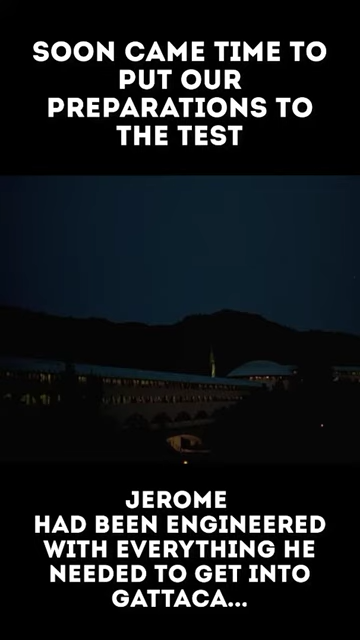 SOON CAME TIME TO
PUT OUR
PREPARATIONS TO
THE TEST
JEROME
HAD BEEN ENGINEERED
WITH EVERYTHING HE
NEEDED TO GET INTO
GATTACA...